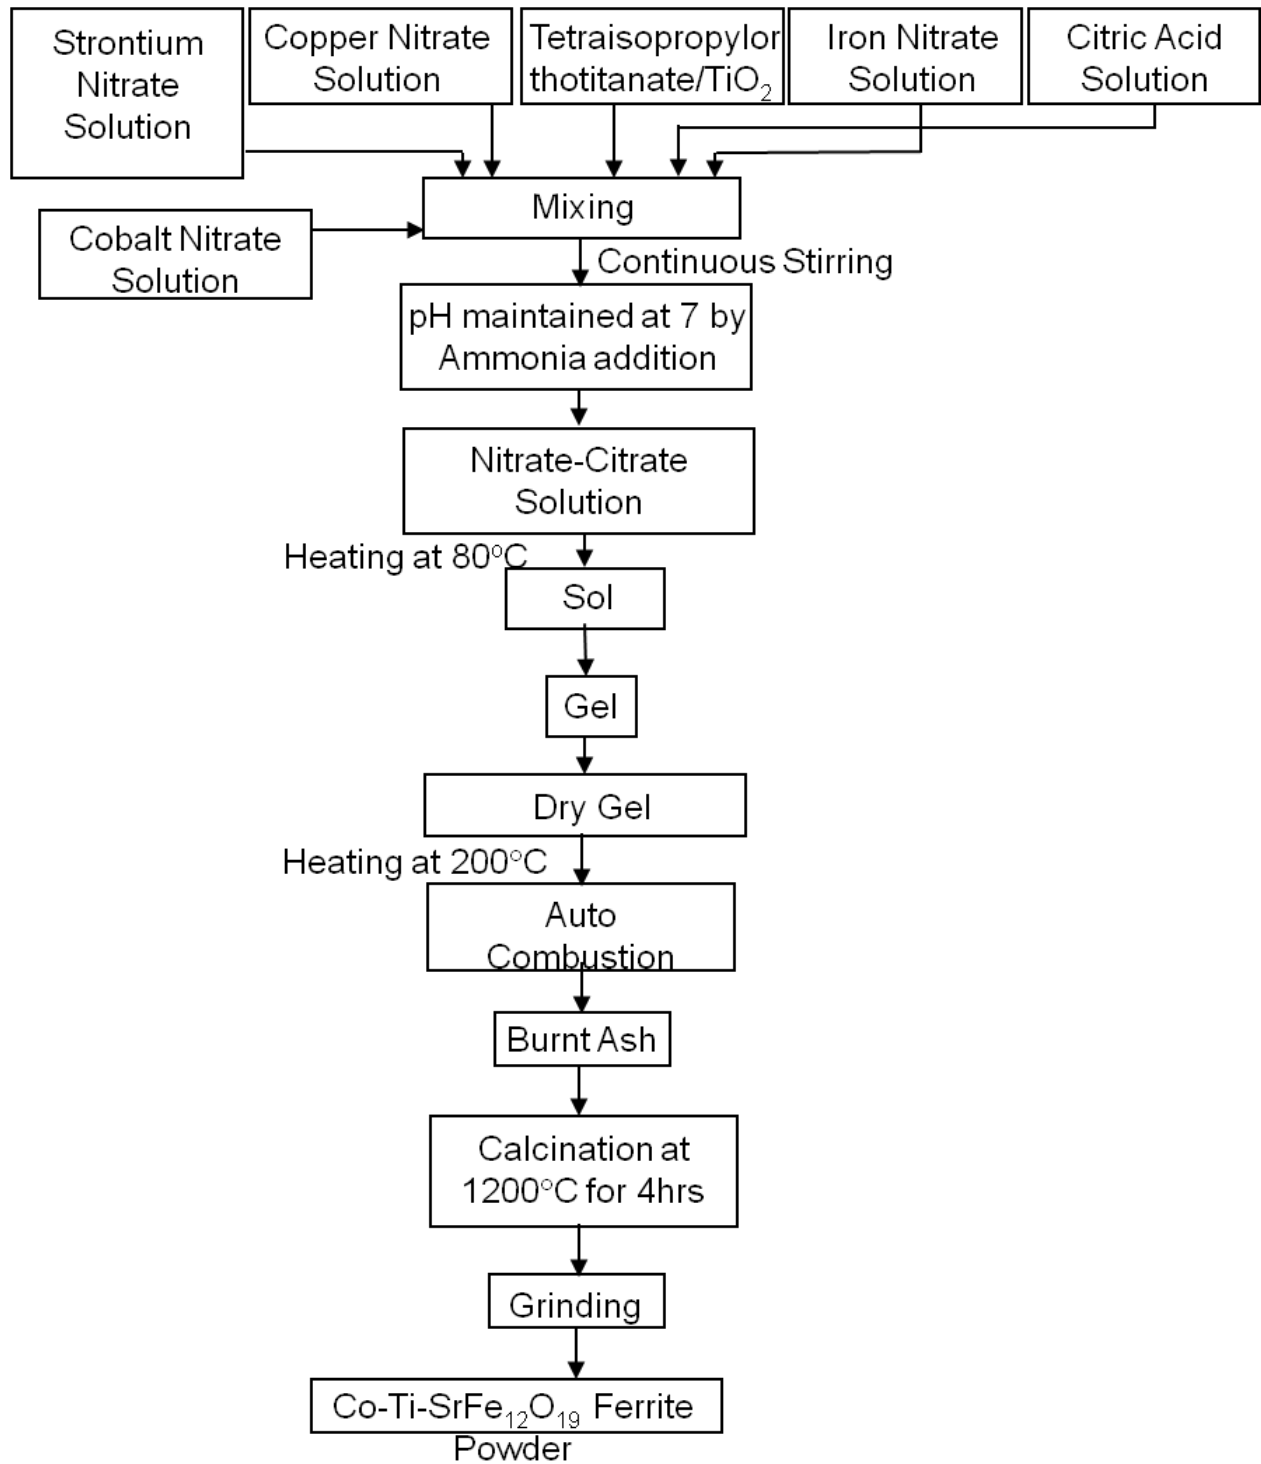 Strontium
Nitrate
Solution
Copper Nitrate
Solution
Tetraisopropylor
thotitanate/TiO₂
Iron Nitrate
Solution
Citric Acid
Solution
Mixing
Cobalt Nitrate
Solution
Continuous Stirring
pH maintained at 7 by
Ammonia addition
Nitrate-Citrate
Solution
Heating at 80°C
Sol
Gel
Dry Gel
Heating at 200°C
Auto
Combustion
Burnt Ash
Calcination at
1200°C for 4hrs
Grinding
Co-Ti-SrFe₁₂O₁₉ Ferrite
Powder